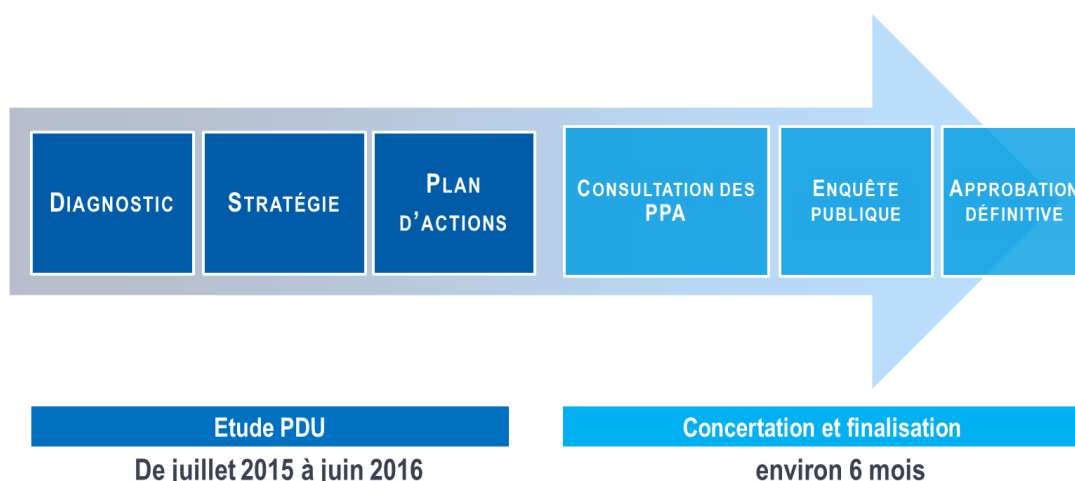 DIAGNOSTIC
STRATÉGIE
PLAN
D'ACTIONS
CONSULTATION DES
PPA
ENQUÊTE
PUBLIQUE
APPROBATION
DÉFINITIVE
Etude PDU
Concertation et finalisation
De juillet 2015 à juin 2016
environ 6 mois